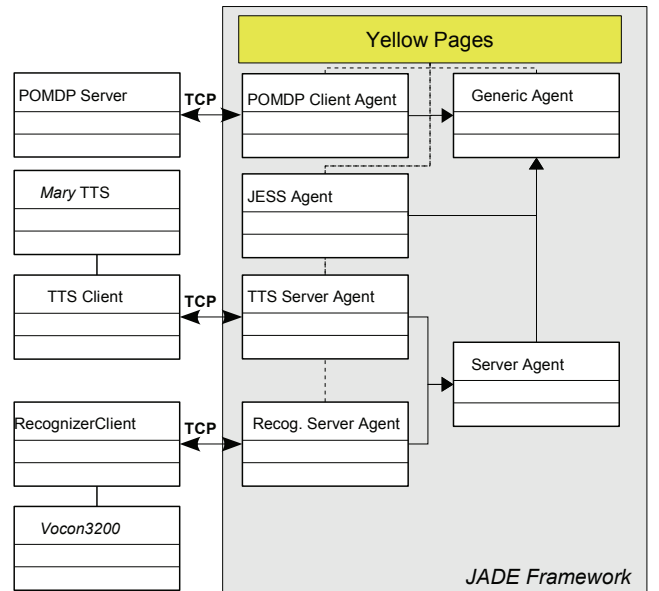 Yellow Pages
POMDP Server
TCP
POMDP Client Agent
Generic Agent
Mary TTS
JESS Agent
TTS Client
TCP
TTS Server Agent
Server Agent
RecognizerClient
TCP
Recog. Server Agent
Vocon3200
JADE Framework